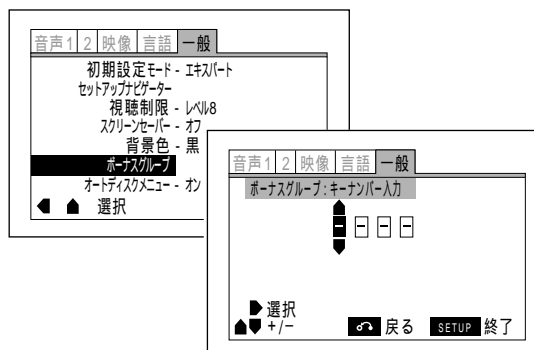 音声1 2 映像 言語 一般
初期設定モード - エキスパート
セットアップナビゲーター
視聴制限 - レベル8
スクリーンセーバー - オフ
背景色 - 黒
ボーナスグループ
オートディスクメニュー - オン
選択
音声1 2 映像 言語 一般
ボーナスグループ：キーナンバー入力
- - - -
選択
+/-
戻る SETUP 終了